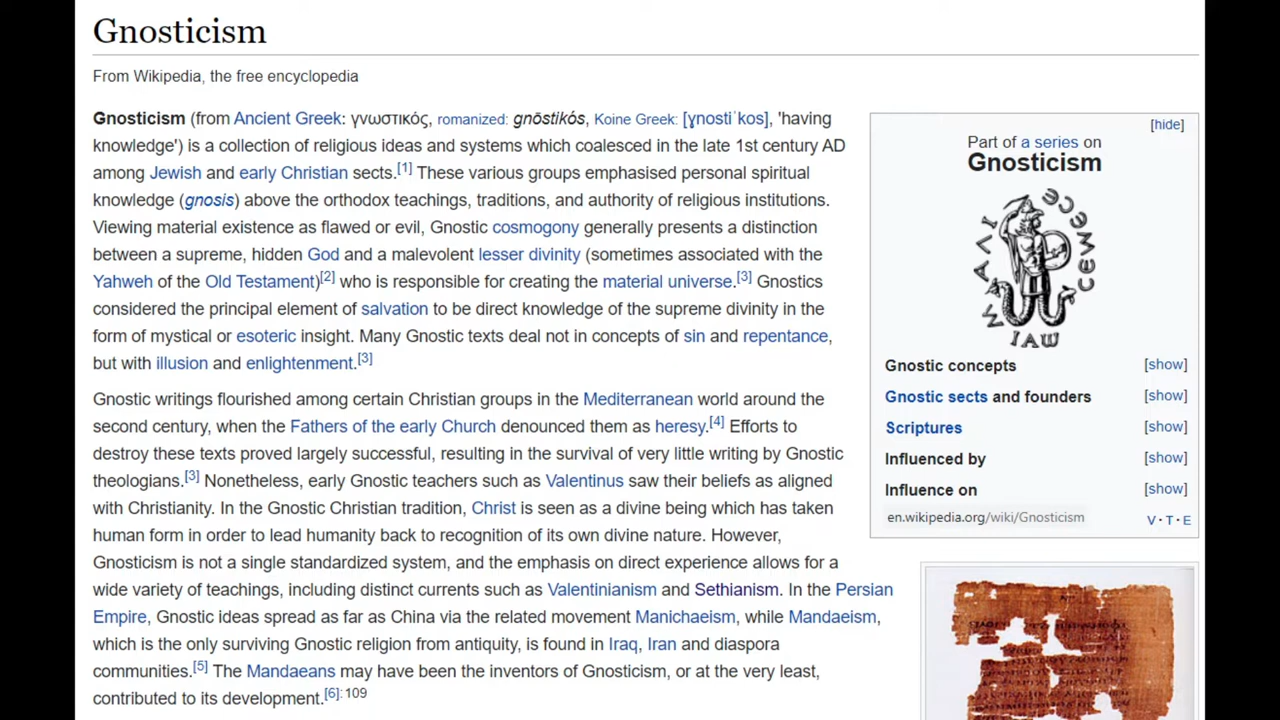 Gnosticism
From Wikipedia, the free encyclopedia
Gnosticism (from Ancient Greek: γνωστικός, romanized: gnōstikós, Koine Greek: [ɣnostiˈkos], 'having
knowledge') is a collection of religious ideas and systems which coalesced in the late 1st century AD
among Jewish and early Christian sects.[1] These various groups emphasised personal spiritual
knowledge (gnosis) above the orthodox teachings, traditions, and authority of religious institutions.
Viewing material existence as flawed or evil, Gnostic cosmogony generally presents a distinction
between a supreme, hidden God and a malevolent lesser divinity (sometimes associated with the
Yahweh of the Old Testament)[2] who is responsible for creating the material universe.[3] Gnostics
considered the principal element of salvation to be direct knowledge of the supreme divinity in the
form of mystical or esoteric insight. Many Gnostic texts deal not in concepts of sin and repentance,
but with illusion and enlightenment.[3]
Gnostic writings flourished among certain Christian groups in the Mediterranean world around the
second century, when the Fathers of the early Church denounced them as heresy.[4] Efforts to
destroy these texts proved largely successful, resulting in the survival of very little writing by Gnostic
theologians.[3] Nonetheless, early Gnostic teachers such as Valentinus saw their beliefs as aligned
with Christianity. In the Gnostic Christian tradition, Christ is seen as a divine being which has taken
human form in order to lead humanity back to recognition of its own divine nature. However,
Gnosticism is not a single standardized system, and the emphasis on direct experience allows for a
wide variety of teachings, including distinct currents such as Valentinianism and Sethianism. In the Persian
Empire, Gnostic ideas spread as far as China via the related movement Manichaeism, while Mandaeism,
which is the only surviving Gnostic religion from antiquity, is found in Iraq, Iran and diaspora
communities.[5] The Mandaeans may have been the inventors of Gnosticism, or at the very least,
contributed to its development.[6]:109
[hide]
Part of a series on
Gnosticism
ΙΑΩ
Gnostic concepts [show]
Gnostic sects and founders [show]
Scriptures [show]
Influenced by [show]
Influence on [show]
en.wikipedia.org/wiki/Gnosticism
V · T · E